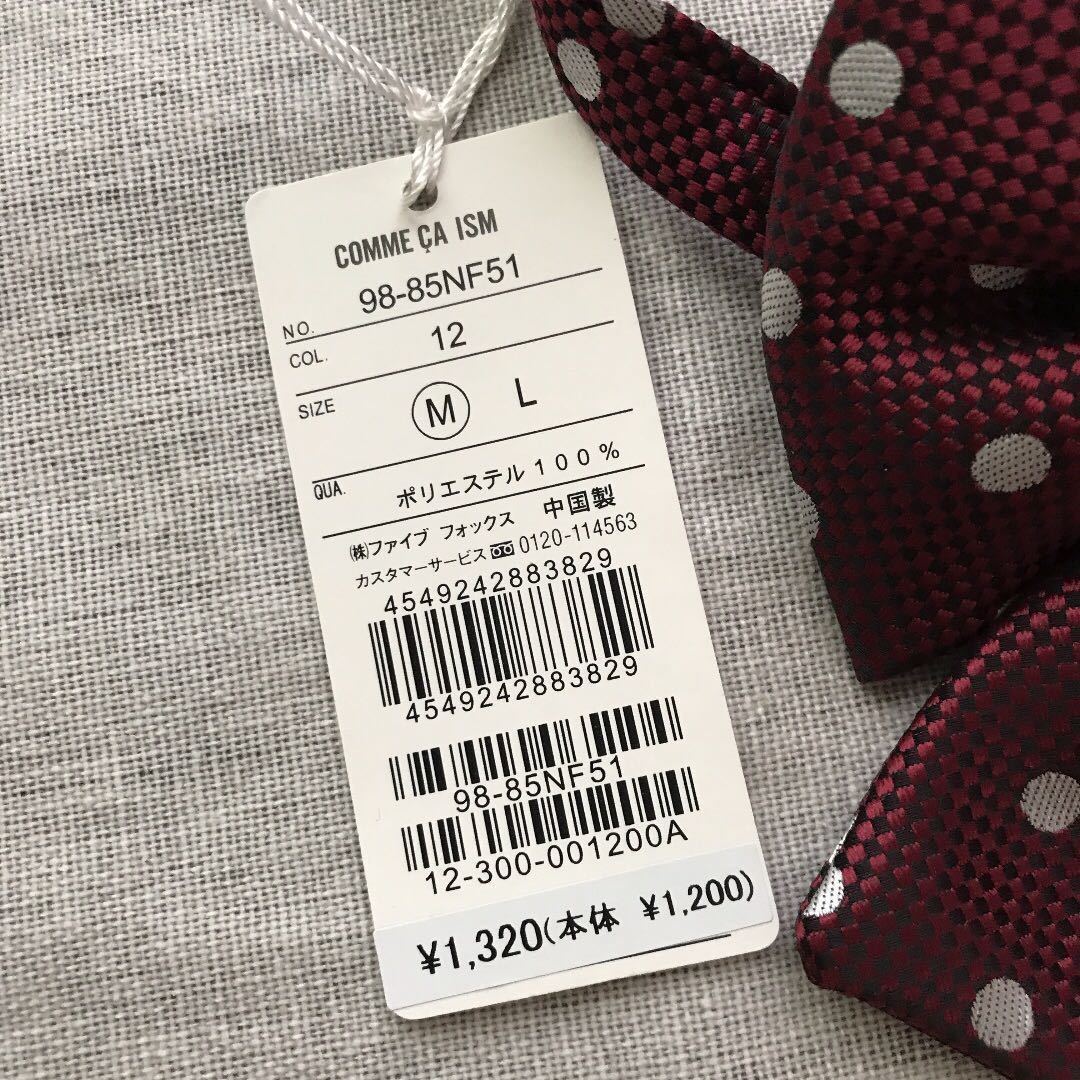 COMME ÇA ISM
NO. 98-85NF51
COL. 12
SIZE M L
QUA. ポリエステル100%
㈱ファイブ フォックス 中国製
カスタマーサービス 0120-114563
4549242883829
4549242883829
98-85NF51
12-300-001200A
¥1,320(本体 ¥1,200)